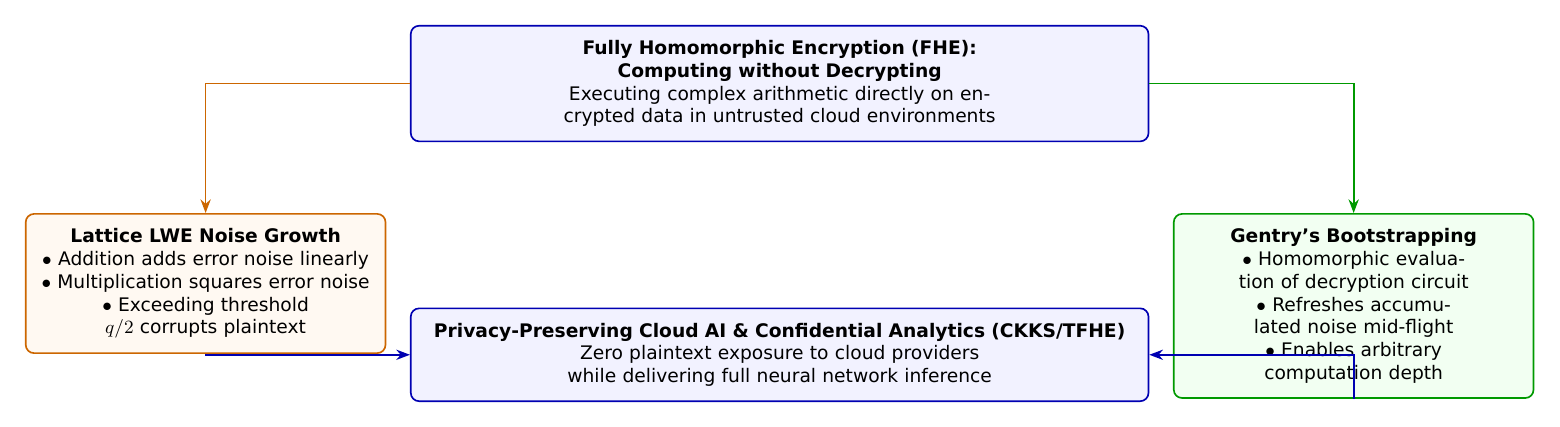 Fully Homomorphic Encryption (FHE):
Computing without Decrypting
Executing complex arithmetic directly on en-
crypted data in untrusted cloud environments
Lattice LWE Noise Growth
• Addition adds error noise linearly
• Multiplication squares error noise
• Exceeding threshold
q/2 corrupts plaintext
Gentry’s Bootstrapping
• Homomorphic evalua-
tion of decryption circuit
• Refreshes accumu-
lated noise mid-flight
• Enables arbitrary
computation depth
Privacy-Preserving Cloud AI & Confidential Analytics (CKKS/TFHE)
Zero plaintext exposure to cloud providers
while delivering full neural network inference